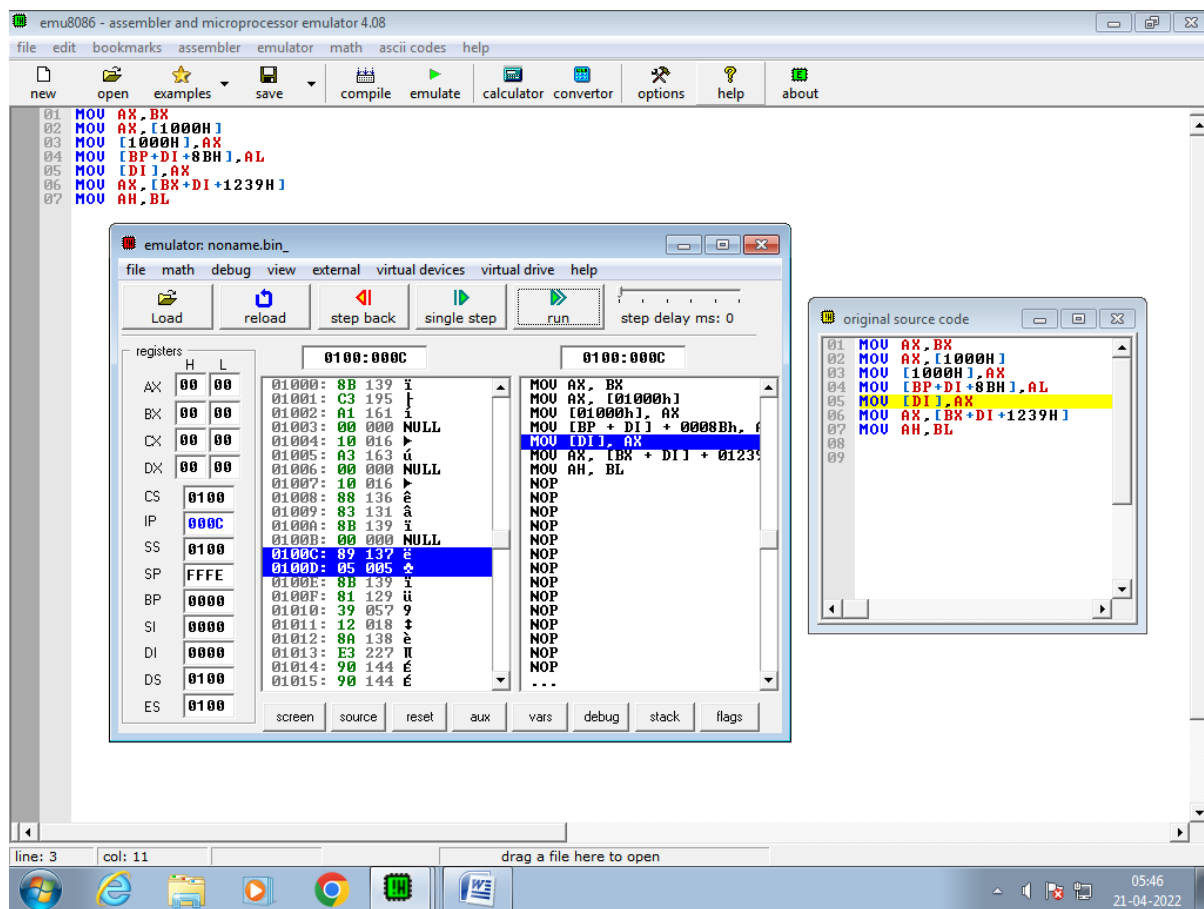 emu8086 - assembler and microprocessor emulator 4.08
file edit bookmarks assembler emulator math ascii codes help
new open examples save compile emulate calculator convertor options help about
01 MOV AX,BX
02 MOV AX,[1000H]
03 MOV [1000H],AX
04 MOV [BP+DI+8BH],AL
05 MOV [DI],AX
06 MOV AX,[BX+DI+1239H]
07 MOV AH,BL
emulator: noname.bin_
file math debug view external virtual devices virtual drive help
Load reload step back single step run step delay ms: 0
registers
H L
AX 00 00
BX 00 00
CX 00 00
DX 00 00
CS 0100
IP 000C
SS 0100
SP FFFE
BP 0000
SI 0000
DI 0000
DS 0100
ES 0100
0100:000C
01000: 8B 139 ï
01001: C3 195 ├
01002: A1 161 í
01003: 00 000 NULL
01004: 10 016 ►
01005: A3 163 ú
01006: 00 000 NULL
01007: 10 016 ►
01008: 88 136 ê
01009: 83 131 â
0100A: 8B 139 ï
0100B: 00 000 NULL
0100C: 89 137 ë
0100D: 05 005 ♣
0100E: 8B 139 ï
0100F: 81 129 ü
01010: 39 057 9
01011: 12 018 ↕
01012: 8A 138 è
01013: E3 227 π
01014: 90 144 É
01015: 90 144 É
0100:000C
MOV AX, BX
MOV AX, [01000h]
MOV [01000h], AX
MOV [BP + DI] + 0008Bh,
MOV [DI], AX
MOV AX, [BX + DI] + 0123
MOV AH, BL
NOP
NOP
NOP
NOP
NOP
NOP
NOP
NOP
NOP
NOP
NOP
NOP
NOP
NOP
...
screen source reset aux vars debug stack flags
original source code
01 MOV AX,BX
02 MOV AX,[1000H]
03 MOV [1000H],AX
04 MOV [BP+DI+8BH],AL
05 MOV [DI],AX
06 MOV AX,[BX+DI+1239H]
07 MOV AH,BL
08
09
line: 3 col: 11 drag a file here to open
05:46
21-04-2022